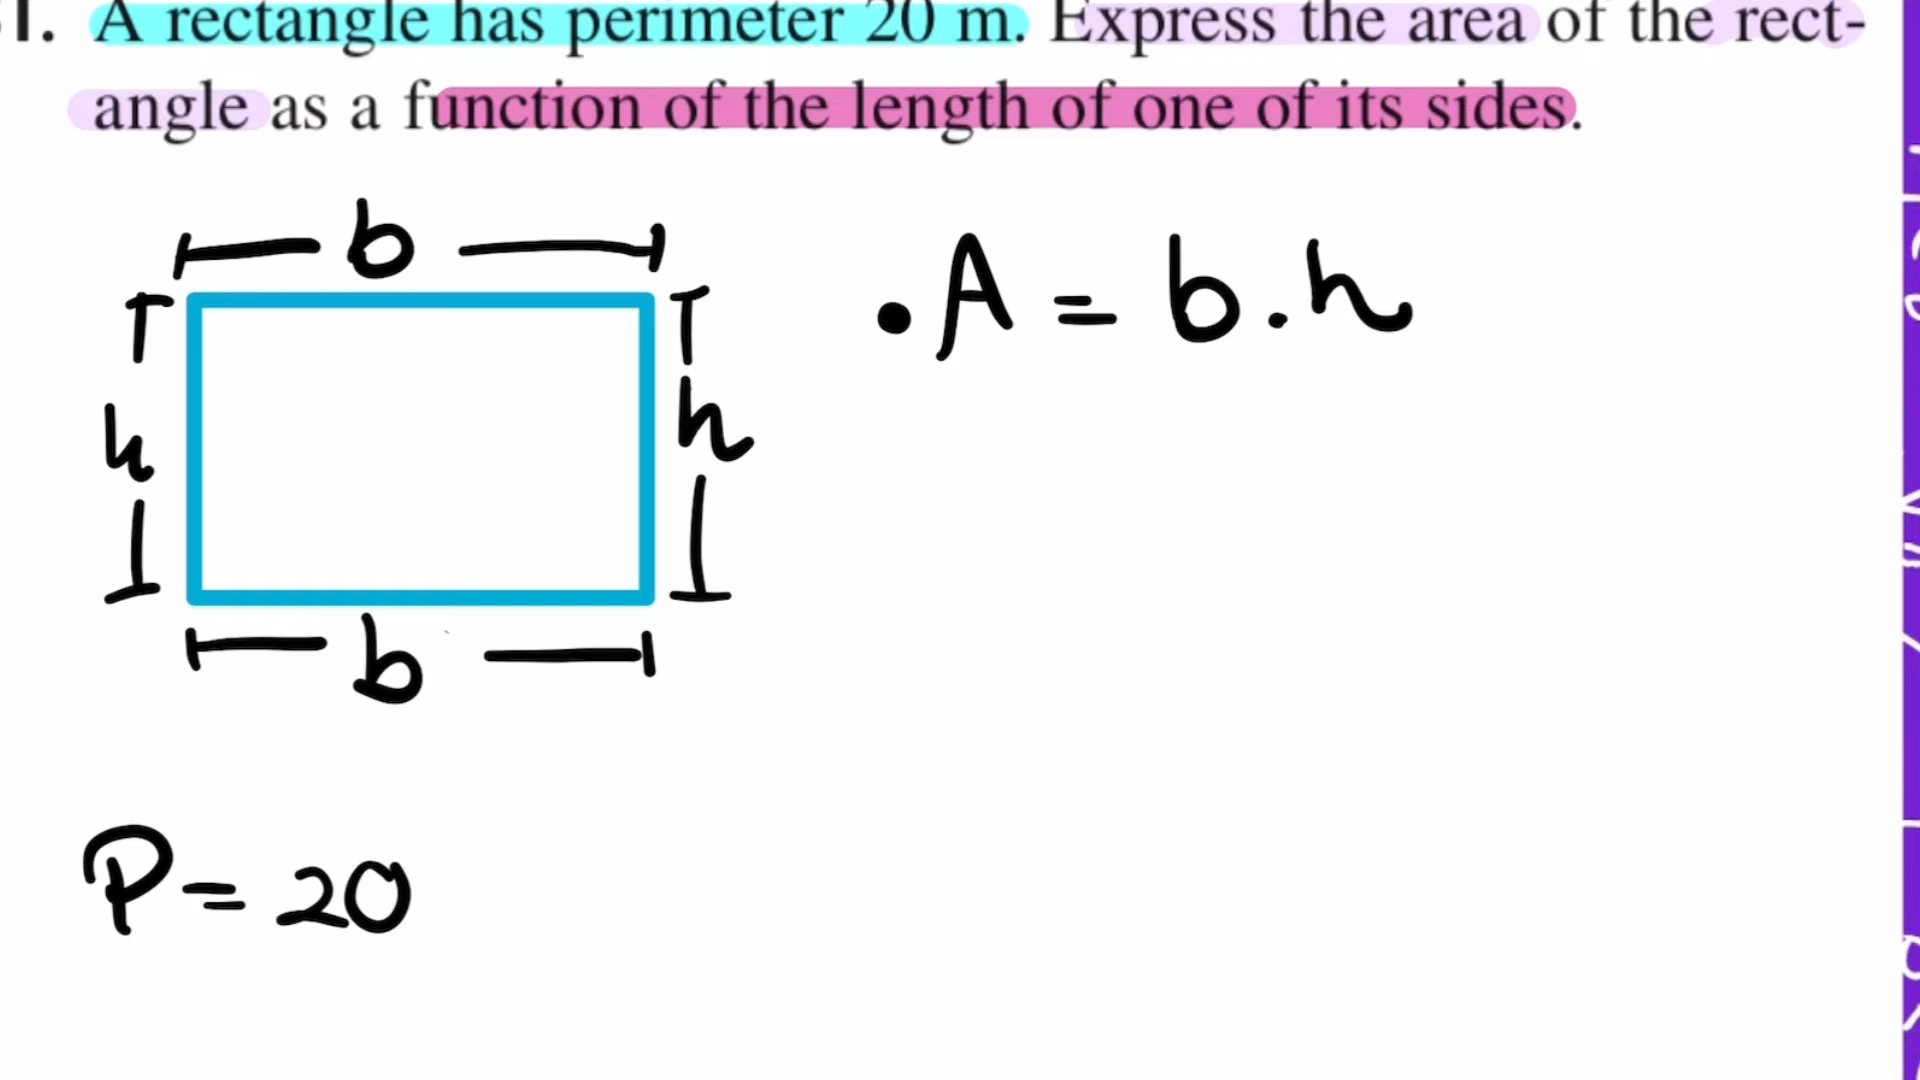 1. A rectangle has perimeter 20 m. Express the area of the rect-
angle as a function of the length of one of its sides.
b
h
h
b
• A = b.h
P = 20